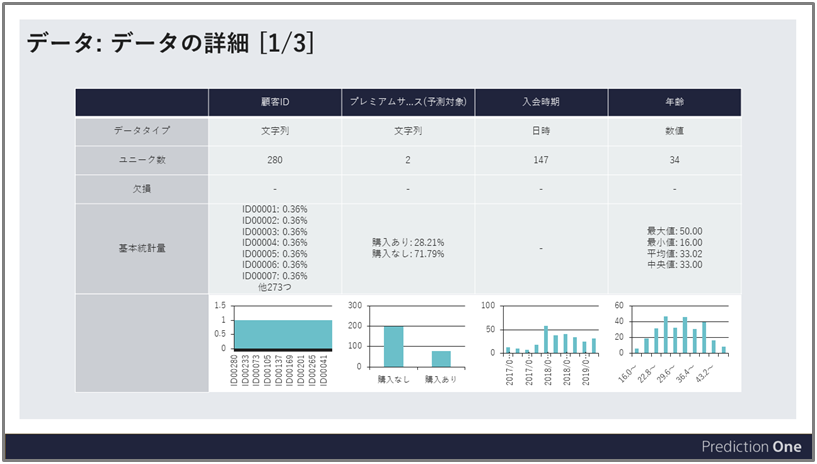 データ: データの詳細 [1/3]
顧客ID プレミアムサ...ス(予測対象) 入会時期 年齢
データタイプ 文字列 文字列 日時 数値
ユニーク数 280 2 147 34
欠損 - - - -
基本統計量
ID00001: 0.36%
ID00002: 0.36%
ID00003: 0.36%
ID00004: 0.36%
ID00005: 0.36%
ID00006: 0.36%
ID00007: 0.36%
他273つ
購入あり: 28.21%
購入なし: 71.79%
-
最大値: 50.00
最小値: 16.00
平均値: 33.02
中央値: 33.00
1.5
1
0.5
0
ID00280
ID00233
ID00073
ID00105
ID00137
ID00169
ID00201
ID00265
ID00041
300
200
100
0
購入なし 購入あり
100
50
0
2017/0...
2017/0...
2018/0...
2018/0...
2019/0...
60
40
20
0
16.0～
22.8～
29.6～
36.4～
43.2～
Prediction One